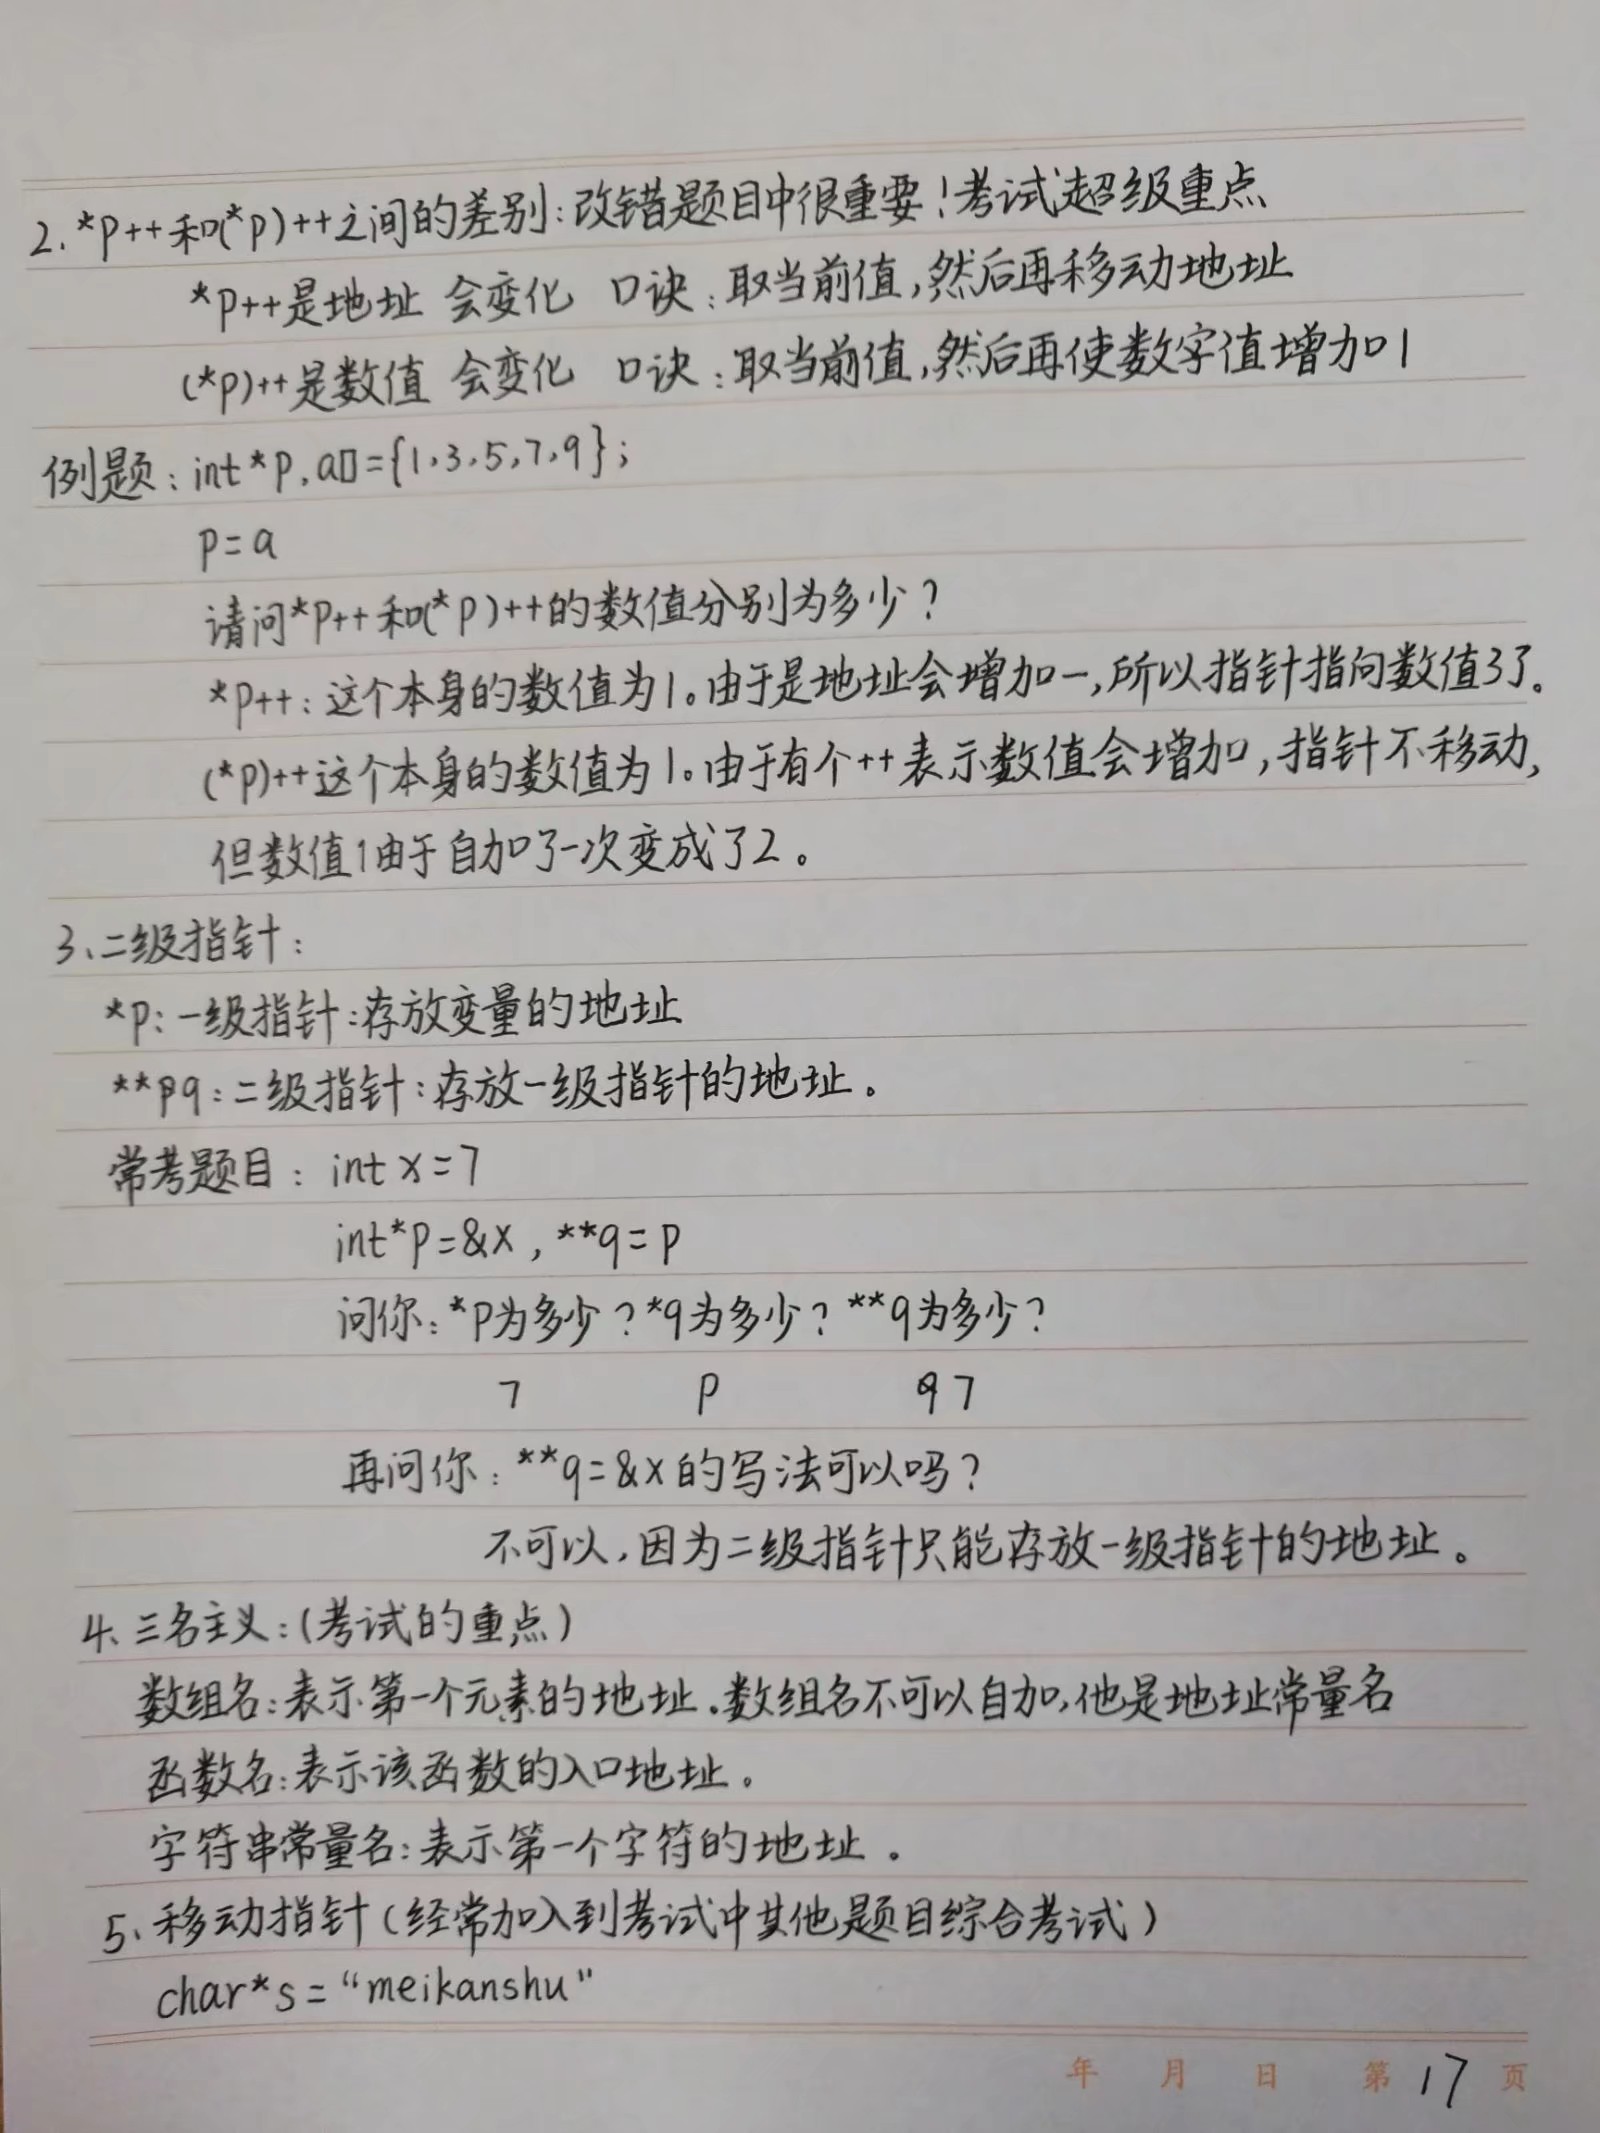 2. *p++和(*p)++之间的差别:改错题目中很重要!考试超级重点
*p++是地址 会变化 口诀:取当前值,然后再移动地址
(*p)++是数值 会变化 口诀:取当前值,然后再使数字值增加1
例题: int *p, a[]={1,3,5,7,9};
p=a
请问*p++和(*p)++的数值分别为多少?
*p++: 这个本身的数值为1。由于是地址会增加一,所以指针指向数值3了。
(*p)++这个本身的数值为1。由于有个++表示数值会增加,指针不移动,
但数值1由于自加了一次变成了2。
3、二级指针:
*p: 一级指针:存放变量的地址
**q:二级指针:存放一级指针的地址。
常考题目: int x=7
int*p=&x, **q=p
问你:*p为多少?*q为多少?**q为多少?
7 p 7
再问你:**q=&x的写法可以吗?
不可以,因为二级指针只能存放一级指针的地址。
4、三名主义:(考试的重点)
数组名:表示第一个元素的地址.数组名不可以自加,他是地址常量名
函数名:表示该函数的入口地址.
字符串常量名:表示第一个字符的地址.
5、移动指针(经常加入到考试中其他题目综合考试)
char*s="meikanshu"
年 月 日 第 17 页